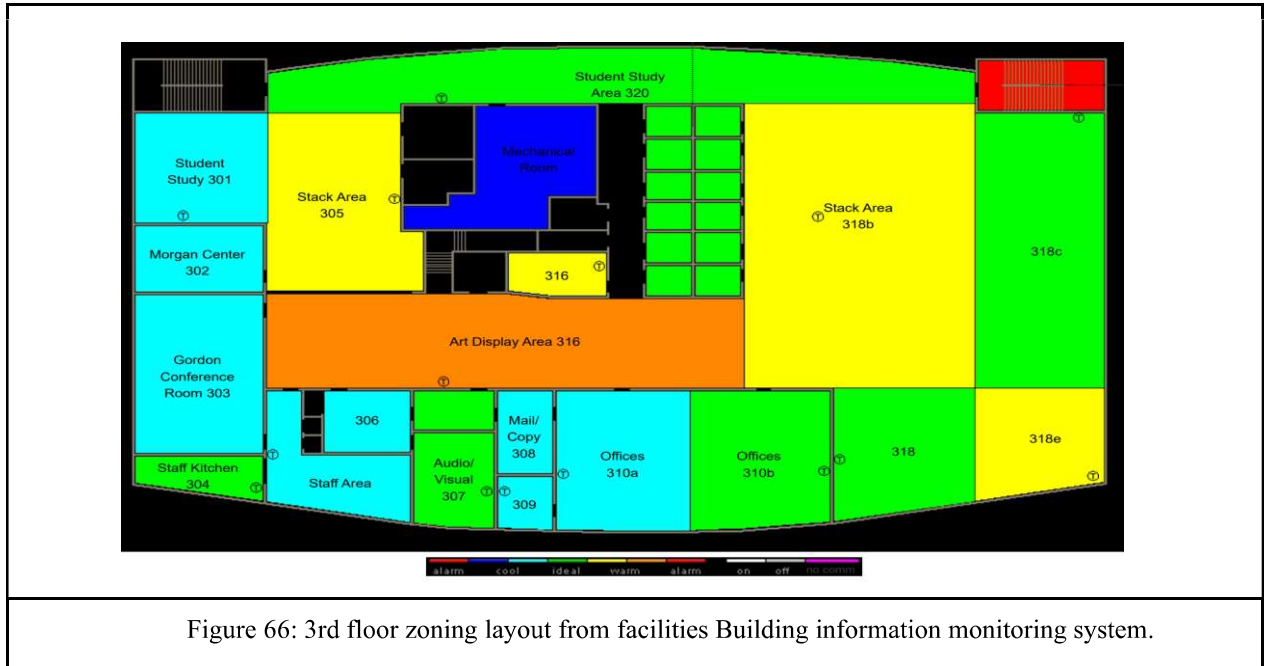 Student Study
Area 320
Mechanical
Room
Student
Study 301
Stack Area
305
Stack Area
318b
Morgan Center
302
316
318c
Art Display Area 316
Gordon
Conference
Room 303
306
Mail/
Copy
308
Offices
310a
Offices
310b
318
318e
Audio/
Visual
307
Staff Kitchen
304
Staff Area
309
T
T
T
T
T
T
T
T
T
T
T
T
T
T
alarm cool ideal warm alarm on off no comm
Figure 66: 3rd floor zoning layout from facilities Building information monitoring system.